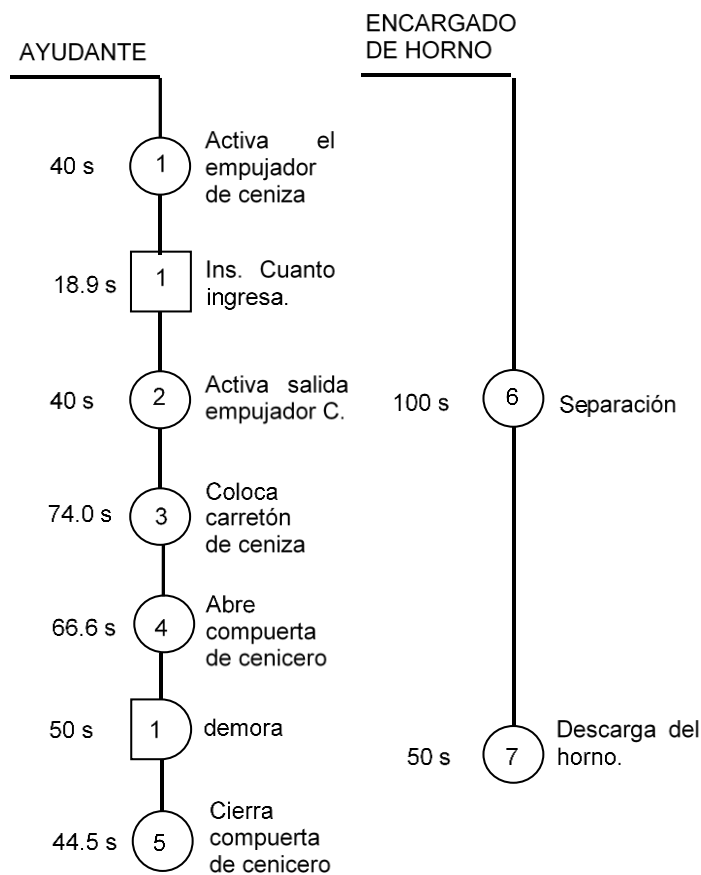 AYUDANTE
40 s
1
Activa el
empujador
de ceniza
18.9 s
1
Ins. Cuanto
ingresa.
40 s
2
Activa salida
empujador C.
74.0 s
3
Coloca
carretón
de ceniza
66.6 s
4
Abre
compuerta
de cenicero
50 s
1
demora
44.5 s
5
Cierra
compuerta
de cenicero
ENCARGADO
DE HORNO
100 s
6
Separación
50 s
7
Descarga del
horno.